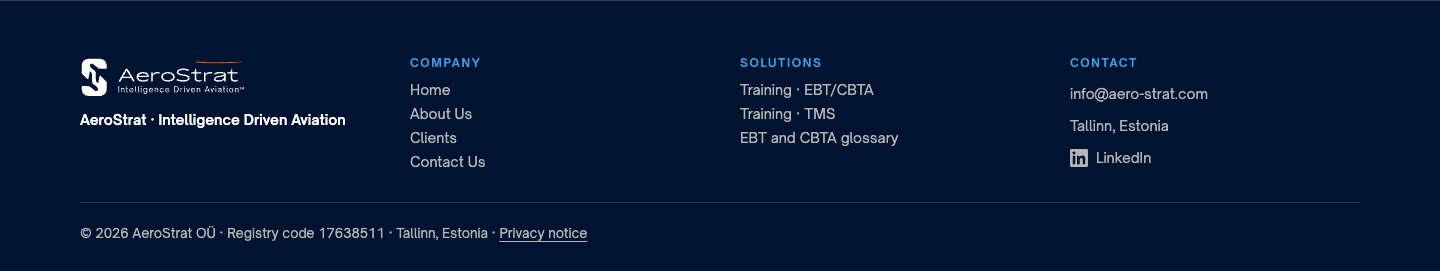 AeroStrat
Intelligence Driven Aviation™
AeroStrat · Intelligence Driven Aviation
COMPANY
Home
About Us
Clients
Contact Us
SOLUTIONS
Training · EBT/CBTA
Training · TMS
EBT and CBTA glossary
CONTACT
info@aero-strat.com
Tallinn, Estonia
LinkedIn
© 2026 AeroStrat OÜ · Registry code 17638511 · Tallinn, Estonia · Privacy notice